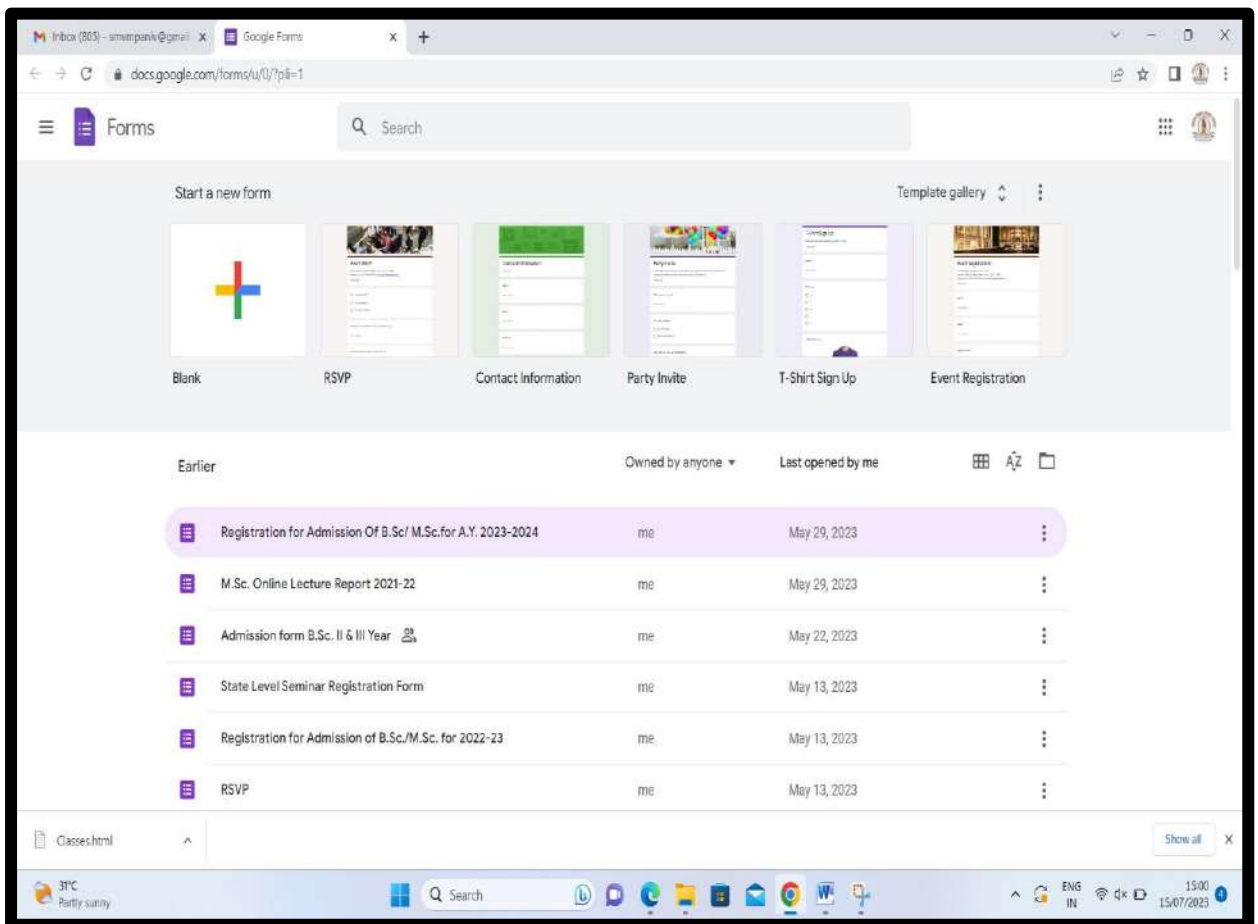 Inbox (805) - smvmpaniv@gmail
Google Forms
docs.google.com/forms/u/0/?pli=1
Forms
Search
Start a new form
Template gallery
Blank
RSVP
Contact Information
Party Invite
T-Shirt Sign Up
Event Registration
Earlier
Owned by anyone
Last opened by me
AZ
Registration for Admission Of B.Sc/ M.Sc.for A.Y. 2023-2024 me May 29, 2023
M.Sc. Online Lecture Report 2021-22 me May 29, 2023
Admission form B.Sc. II & III Year me May 22, 2023
State Level Seminar Registration Form me May 13, 2023
Registration for Admission of B.Sc./M.Sc. for 2022-23 me May 13, 2023
RSVP me May 13, 2023
Classes.html
Show all
31°C
Partly sunny
Search
ENG
IN
15:00
15/07/2023
4